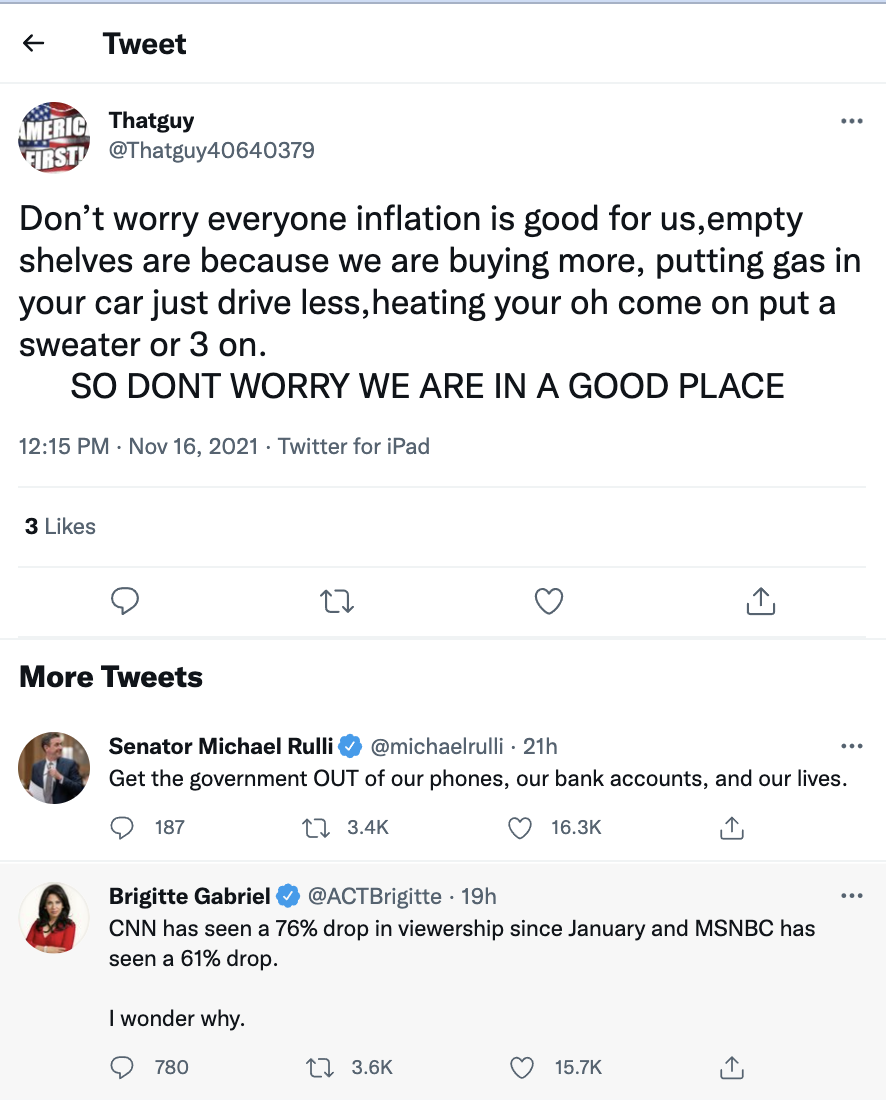 Tweet
AMERIC
FIRST!
Thatguy
@Thatguy40640379
Don’t worry everyone inflation is good for us,empty
shelves are because we are buying more, putting gas in
your car just drive less,heating your oh come on put a
sweater or 3 on.
SO DONT WORRY WE ARE IN A GOOD PLACE
12:15 PM · Nov 16, 2021 · Twitter for iPad
3 Likes
More Tweets
Senator Michael Rulli @michaelrulli · 21h
Get the government OUT of our phones, our bank accounts, and our lives.
187 3.4K 16.3K
Brigitte Gabriel @ACTBrigitte · 19h
CNN has seen a 76% drop in viewership since January and MSNBC has
seen a 61% drop.
I wonder why.
780 3.6K 15.7K